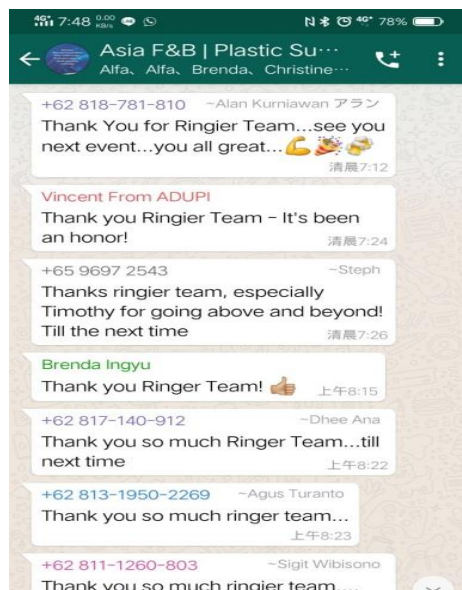 4G+ 7:48 0.00 KB/s 4G+ 78%
Asia F&B | Plastic Su···
Alfa、Alfa、Brenda、Christine···
+62 818-781-810 ~Alan Kurniawan アラン
Thank You for Ringier Team...see you
next event...you all great...💪🎉🍻
清晨7:12
Vincent From ADUPI
Thank you Ringier Team - It's been
an honor!
清晨7:24
+65 9697 2543 ~Steph
Thanks ringier team, especially
Timothy for going above and beyond!
Till the next time
清晨7:26
Brenda Ingyu
Thank you Ringer Team! 👍🏼
上午8:15
+62 817-140-912 ~Dhee Ana
Thank you so much Ringer Team...till
next time
上午8:22
+62 813-1950-2269 ~Agus Turanto
Thank you so much ringer team...
上午8:23
+62 811-1260-803 ~Sigit Wibisono
Thank you so much ringier team....